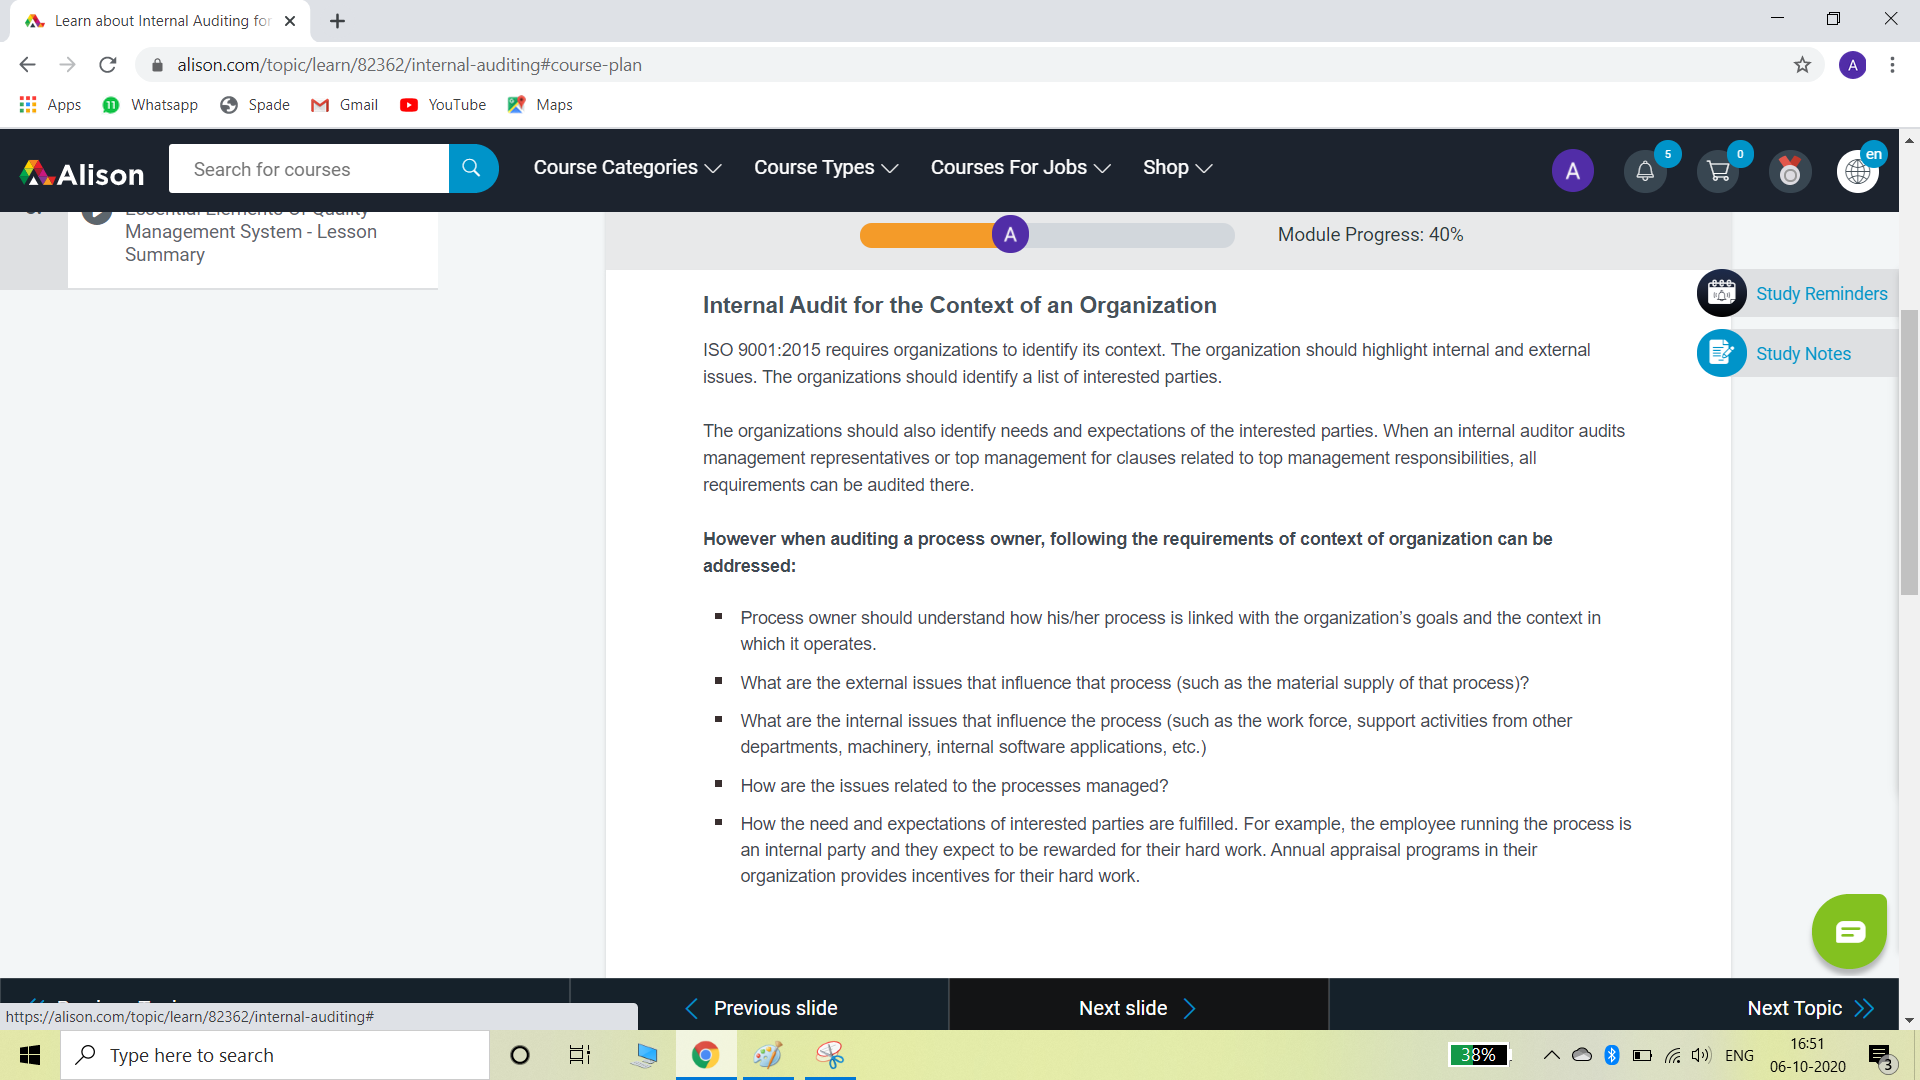 Learn about Internal Auditing for
alison.com/topic/learn/82362/internal-auditing#course-plan
A
Apps
11 Whatsapp
Spade
Gmail
YouTube
Maps
Alison
Search for courses
Course Categories
Course Types
Courses For Jobs
Shop
A
5
0
en
Essential Elements Of Quality
Management System - Lesson
Summary
A
Module Progress: 40%
Study Reminders
Study Notes
Internal Audit for the Context of an Organization
ISO 9001:2015 requires organizations to identify its context. The organization should highlight internal and external
issues. The organizations should identify a list of interested parties.
The organizations should also identify needs and expectations of the interested parties. When an internal auditor audits
management representatives or top management for clauses related to top management responsibilities, all
requirements can be audited there.
However when auditing a process owner, following the requirements of context of organization can be
addressed:
Process owner should understand how his/her process is linked with the organization’s goals and the context in
which it operates.
What are the external issues that influence that process (such as the material supply of that process)?
What are the internal issues that influence the process (such as the work force, support activities from other
departments, machinery, internal software applications, etc.)
How are the issues related to the processes managed?
How the need and expectations of interested parties are fulfilled. For example, the employee running the process is
an internal party and they expect to be rewarded for their hard work. Annual appraisal programs in their
organization provides incentives for their hard work.
Previous slide
Next slide
Next Topic
https://alison.com/topic/learn/82362/internal-auditing#
Type here to search
38%
ENG
16:51
06-10-2020
3